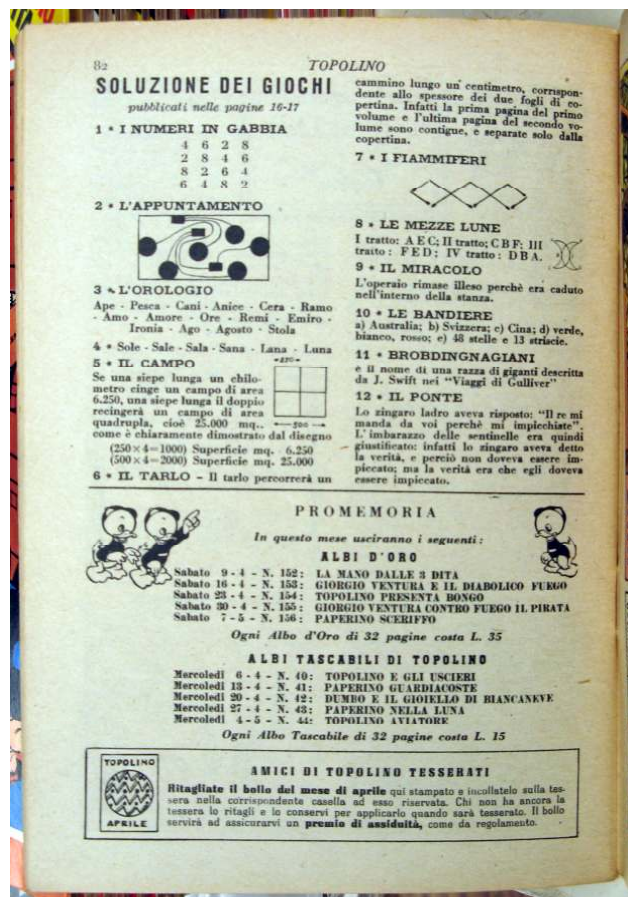 82
TOPOLINO
SOLUZIONE DEI GIOCHI
pubblicati nelle pagine 16-17
1 * I NUMERI IN GABBIA
4 6 2 8
2 8 4 6
8 2 6 4
6 4 8 2
2 * L'APPUNTAMENTO
3 * L'OROLOGIO
Ape - Pesca - Cani - Anice - Cera - Ramo
- Amo - Amore - Ore - Remi - Emiro -
Ironia - Ago - Agosto - Stola
4 * Sole - Sale - Sala - Sana - Lana - Luna
5 * IL CAMPO
Se una siepe lunga un chilo-
metro cinge un campo di area
6.250, una siepe lunga il doppio
recingerà un campo di area
quadrupla, cioè 25.000 mq.,
come è chiaramente dimostrato dal disegno
250
500
(250×4=1000) Superficie mq. 6.250
(500×4=2000) Superficie mq. 25.000
6 * IL TARLO - Il tarlo percorrerà un
cammino lungo un centimetro, corrispon-
dente allo spessore dei due fogli di co-
pertina. Infatti la prima pagina del primo
volume e l'ultima pagina del secondo vo-
lume sono contigue, e separate solo dalla
copertina.
7 * I FIAMMIFERI
8 * LE MEZZE LUNE
I tratto: A E C; II tratto; C B F; III
tratto: F E D; IV tratto: D B A.
9 * IL MIRACOLO
L'operaio rimase illeso perchè era caduto
nell'interno della stanza.
10 * LE BANDIERE
a) Australia; b) Svizzera; c) Cina; d) verde,
bianco, rosso; e) 48 stelle e 13 striscie.
11 * BROBDINGNAGIANI
e il nome di una razza di giganti descritta
da J. Swift nei "Viaggi di Gulliver"
12 * IL PONTE
Lo zingaro ladro aveva risposto: "Il re mi
manda da voi perchè mi impicchiate".
L'imbarazzo delle sentinelle era quindi
giustificato: infatti lo zingaro aveva detto
la verità, e perciò non doveva essere im-
piccato; ma la verità era che egli doveva
essere impiccato.
PROMEMORIA
In questo mese usciranno i seguenti:
ALBI D'ORO
Sabato 9 - 4 - N. 152: LA MANO DALLE 3 DITA
Sabato 16 - 4 - N. 153: GIORGIO VENTURA E IL DIABOLICO FUEGO
Sabato 23 - 4 - N. 154: TOPOLINO PRESENTA BONGO
Sabato 30 - 4 - N. 155: GIORGIO VENTURA CONTRO FUEGO IL PIRATA
Sabato 7 - 5 - N. 156: PAPERINO SCERIFFO
Ogni Albo d'Oro di 32 pagine costa L. 35
ALBI TASCABILI DI TOPOLINO
Mercoledì 6 - 4 - N. 40: TOPOLINO E GLI USCIERI
Mercoledì 13 - 4 - N. 41: PAPERINO GUARDIACOSTE
Mercoledì 20 - 4 - N. 42: DUMBO E IL GIOIELLO DI BIANCANEVE
Mercoledì 27 - 4 - N. 43: PAPERINO NELLA LUNA
Mercoledì 4 - 5 - N. 44: TOPOLINO AVIATORE
Ogni Albo Tascabile di 32 pagine costa L. 15
TOPOLINO
APRILE
AMICI DI TOPOLINO TESSERATI
Ritagliate il bollo del mese di aprile qui stampato e incollatelo sulla tes-
sera nella corrispondente casella ad esso riservata. Chi non ha ancora la
tessera lo ritagli e lo conservi per applicarlo quando sarà tesserato. Il bollo
servirà ad assicurarvi un premio di assiduità, come da regolamento.